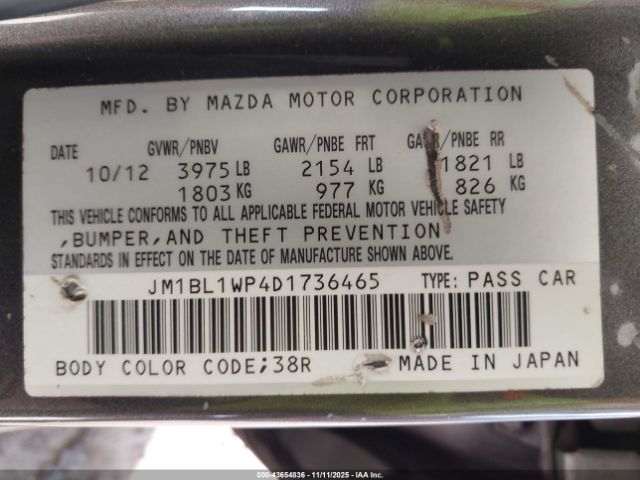 MFD. BY MAZDA MOTOR CORPORATION
DATE GVWR/PNBV GAWR/PNBE FRT GAWR/PNBE RR
10/12 3975 LB 2154 LB 1821 LB
1803 KG 977 KG 826 KG
THIS VEHICLE CONFORMS TO ALL APPLICABLE FEDERAL MOTOR VEHICLE SAFETY
,BUMPER,AND THEFT PREVENTION
STANDARDS IN EFFECT ON THE DATE OF MANUFACTURE SHOWN ABOVE.
JM1BL1WP4D1736465 TYPE: PASS CAR
BODY COLOR CODE;38R MADE IN JAPAN
000-43654836 - 11/11/2025 - IAA Inc.